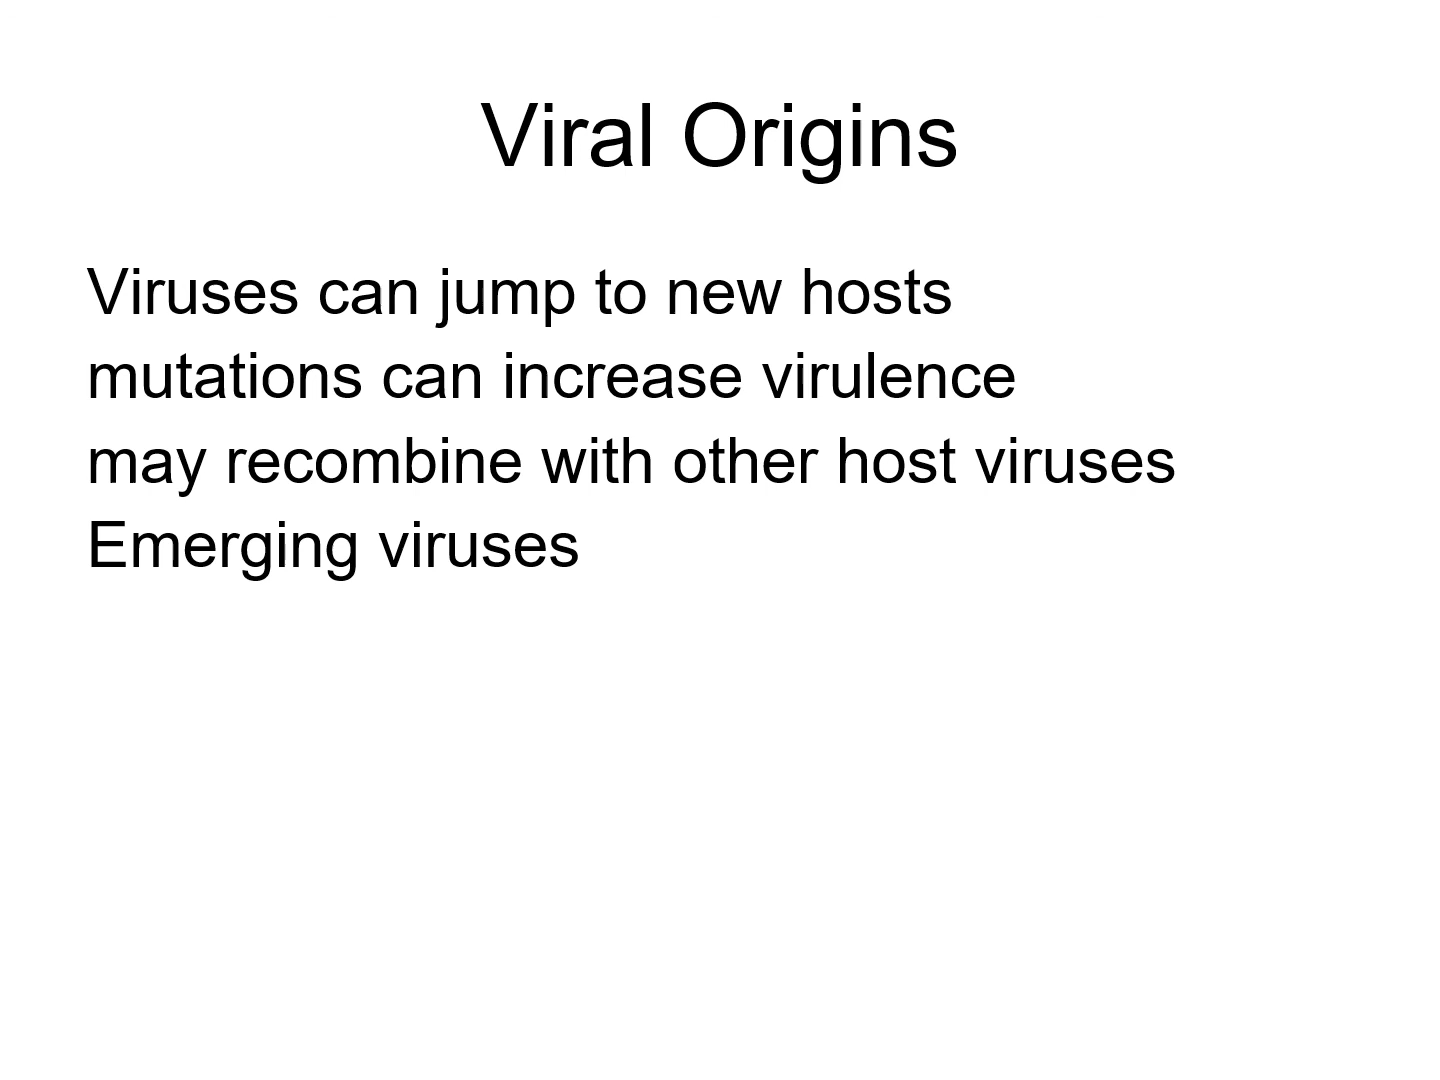 Viral Origins
Viruses can jump to new hosts
mutations can increase virulence
may recombine with other host viruses
Emerging viruses